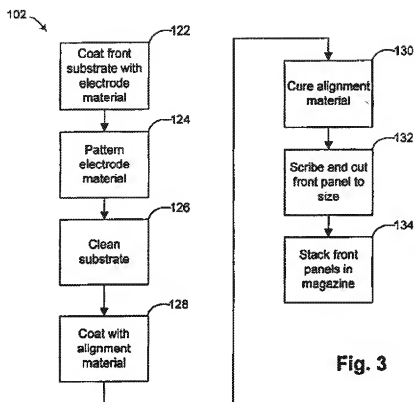 102
122
Coat front
substrate with
electrode
material
124
Pattern
electrode
material
126
Clean
substrate
128
Coat with
alignment
material
130
Cure alignment
material
132
Scribe and cut
front panel to
size
134
Stack front
panels in
magazine
Fig. 3